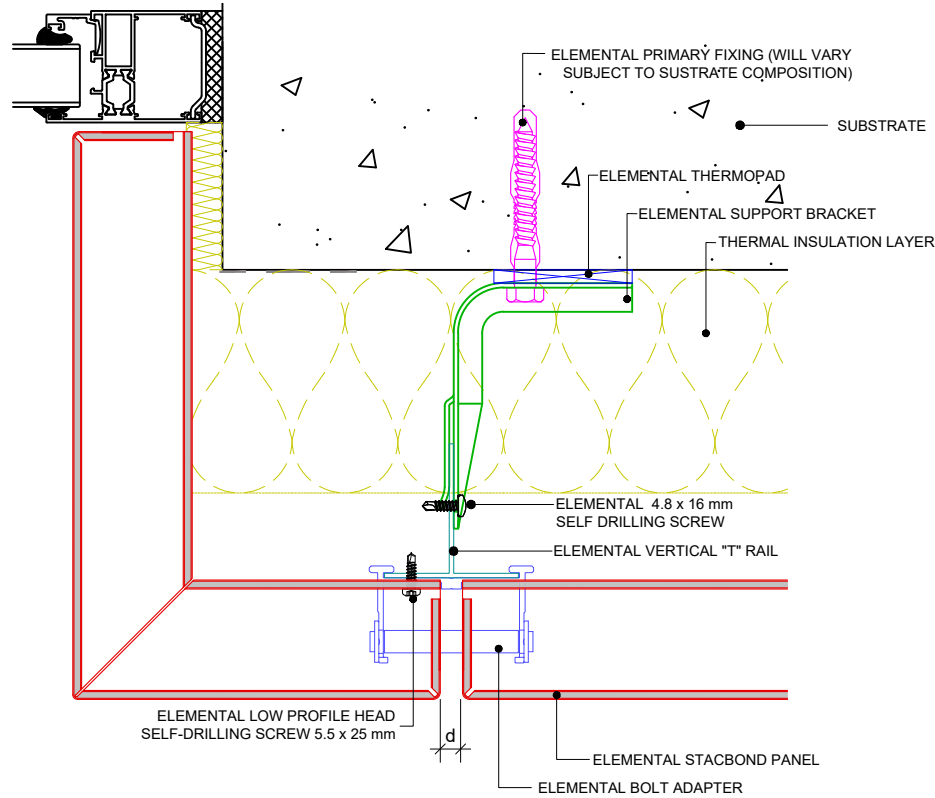 ELEMENTAL PRIMARY FIXING (WILL VARY
SUBJECT TO SUSTRATE COMPOSITION)
SUBSTRATE
ELEMENTAL THERMOPAD
ELEMENTAL SUPPORT BRACKET
THERMAL INSULATION LAYER
ELEMENTAL 4.8 x 16 mm
SELF DRILLING SCREW
ELEMENTAL VERTICAL "T" RAIL
ELEMENTAL LOW PROFILE HEAD
SELF-DRILLING SCREW 5.5 x 25 mm
d
ELEMENTAL STACBOND PANEL
ELEMENTAL BOLT ADAPTER